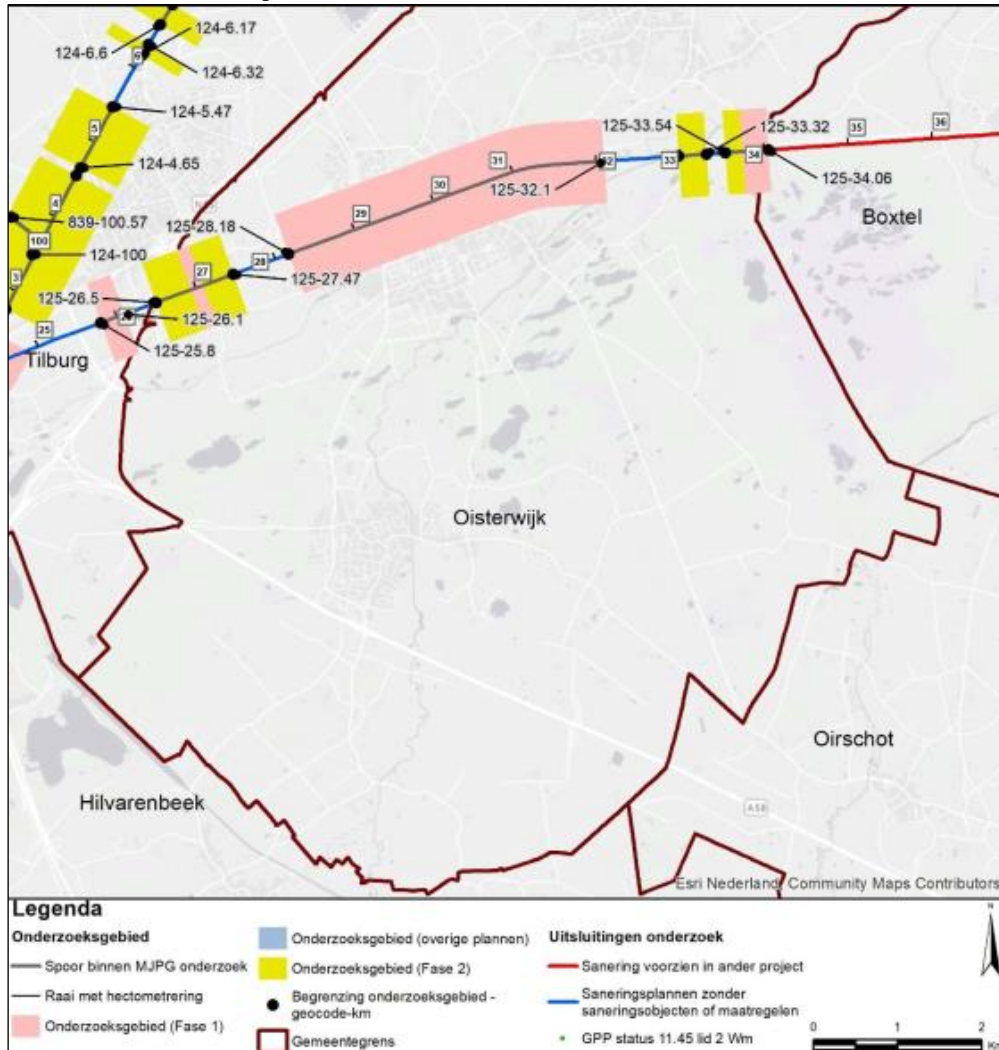 124-6.17
124-6.6
6
124-6.32
124-5.47
5
124-4.65
4
839-100.57
100
124-100
3
125-28.18
125-26.5
27
28
125-27.47
125-26.1
25
125-25.8
Tilburg
29
30
31
125-32.1
32
33
125-33.54
125-33.32
34
125-34.06
35
36
Boxtel
Oisterwijk
Oirschot
Hilvarenbeek
A58
Esri Nederland, Community Maps Contributors
Legenda
Onderzoeksgebied
Spoor binnen MJPG onderzoek
Raai met hectometrering
Onderzoeksgebied (Fase 1)
Onderzoeksgebied (overige plannen)
Onderzoeksgebied (Fase 2)
Begrenzing onderzoeksgebied -
geocode-km
Gemeentegrens
Uitsluitingen onderzoek
Sanering voorzien in ander project
Saneringsplannen zonder
saneringsobjecten of maatregelen
GPP status 11.45 lid 2 Wm
N
0 1 2